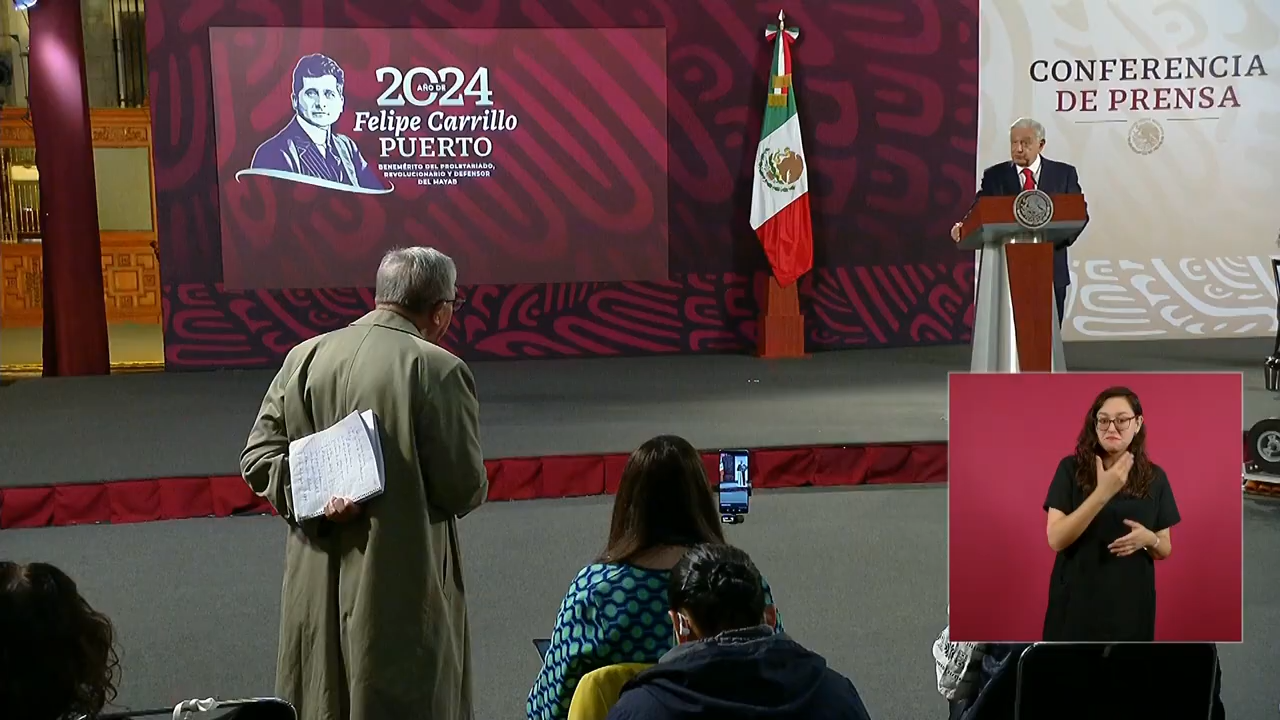 2024
AÑO DE
Felipe Carrillo
PUERTO
BENEMÉRITO DEL PROLETARIADO,
REVOLUCIONARIO Y DEFENSOR
DEL MAYAB
CONFERENCIA
DE PRENSA